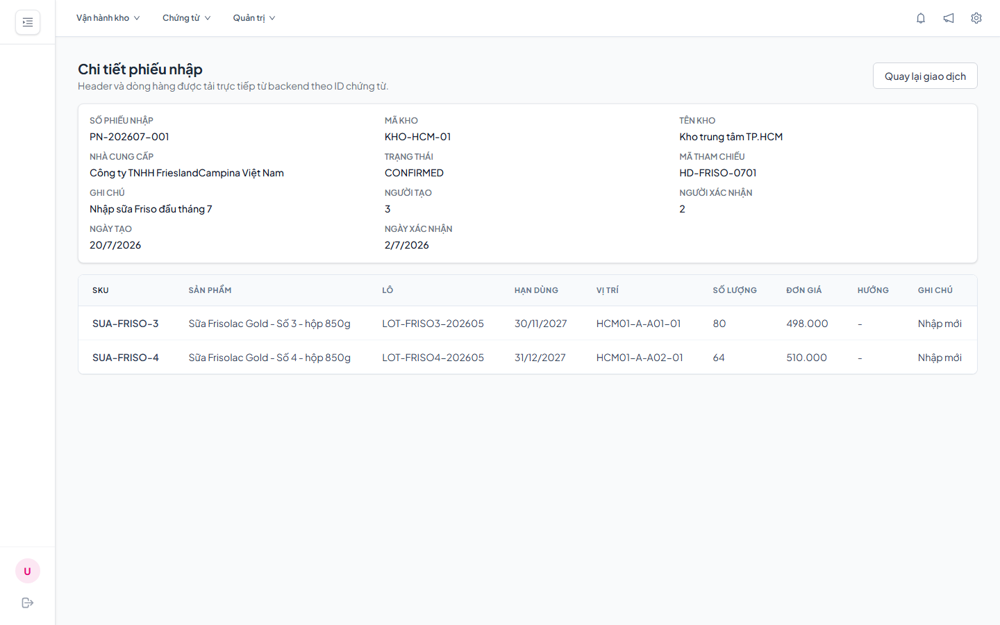 Vận hành kho Chứng từ Quản trị
Chi tiết phiếu nhập
Header và dòng hàng được tải trực tiếp từ backend theo ID chứng từ.
Quay lại giao dịch
SỐ PHIẾU NHẬP MÃ KHO TÊN KHO
PN-202607-001 KHO-HCM-01 Kho trung tâm TP.HCM
NHÀ CUNG CẤP TRẠNG THÁI MÃ THAM CHIẾU
Công ty TNHH FrieslandCampina Việt Nam CONFIRMED HD-FRISO-0701
GHI CHÚ NGƯỜI TẠO NGƯỜI XÁC NHẬN
Nhập sữa Friso đầu tháng 7 3 2
NGÀY TẠO NGÀY XÁC NHẬN
20/7/2026 2/7/2026
SKU SẢN PHẨM LÔ HẠN DÙNG VỊ TRÍ SỐ LƯỢNG ĐƠN GIÁ HƯỚNG GHI CHÚ
SUA-FRISO-3 Sữa Frisolac Gold - Số 3 - hộp 850g LOT-FRISO3-202605 30/11/2027 HCM01-A-A01-01 80 498.000 - Nhập mới
SUA-FRISO-4 Sữa Frisolac Gold - Số 4 - hộp 850g LOT-FRISO4-202605 31/12/2027 HCM01-A-A02-01 64 510.000 - Nhập mới
U